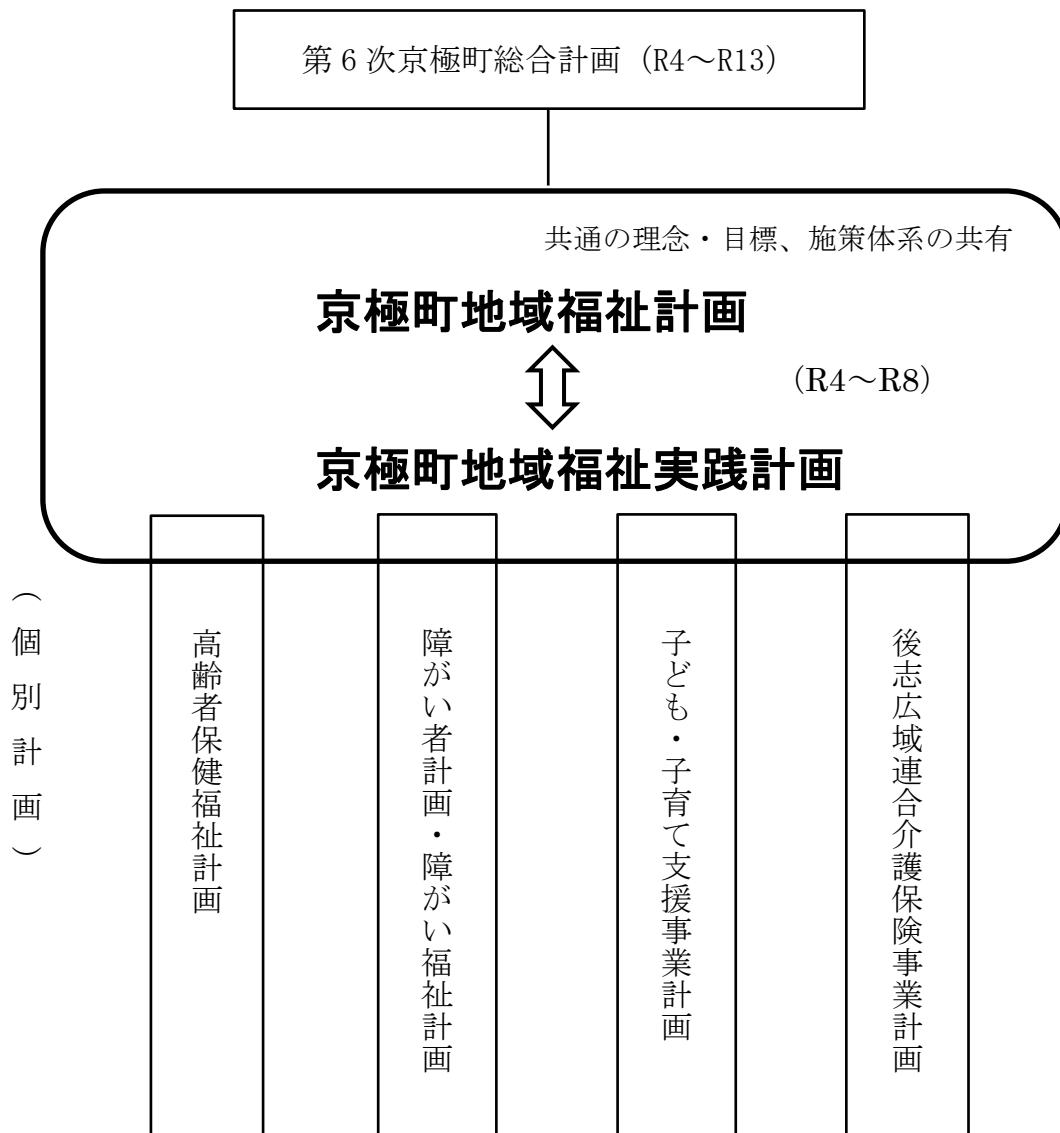 第6次京極町総合計画（R4～R13）
共通の理念・目標、施策体系の共有
京極町地域福祉計画
（R4～R8）
京極町地域福祉実践計画
（個別計画）
高齢者保健福祉計画
障がい者計画・障がい福祉計画
子ども・子育て支援事業計画
後志広域連合介護保険事業計画